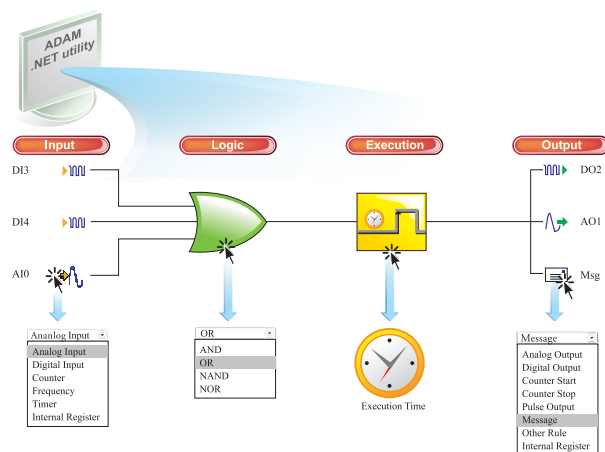 ADAM
.NET utility
Input
Logic
Execution
Output
DI3
DO2
DI4
AO1
AI0
Msg
Ananlog Input
Analog Input
Digital Input
Counter
Frequency
Timer
Internal Register
OR
AND
OR
NAND
NOR
Execution Time
Message
Analog Output
Digital Output
Counter Start
Counter Stop
Pulse Output
Message
Other Rule
Internal Register